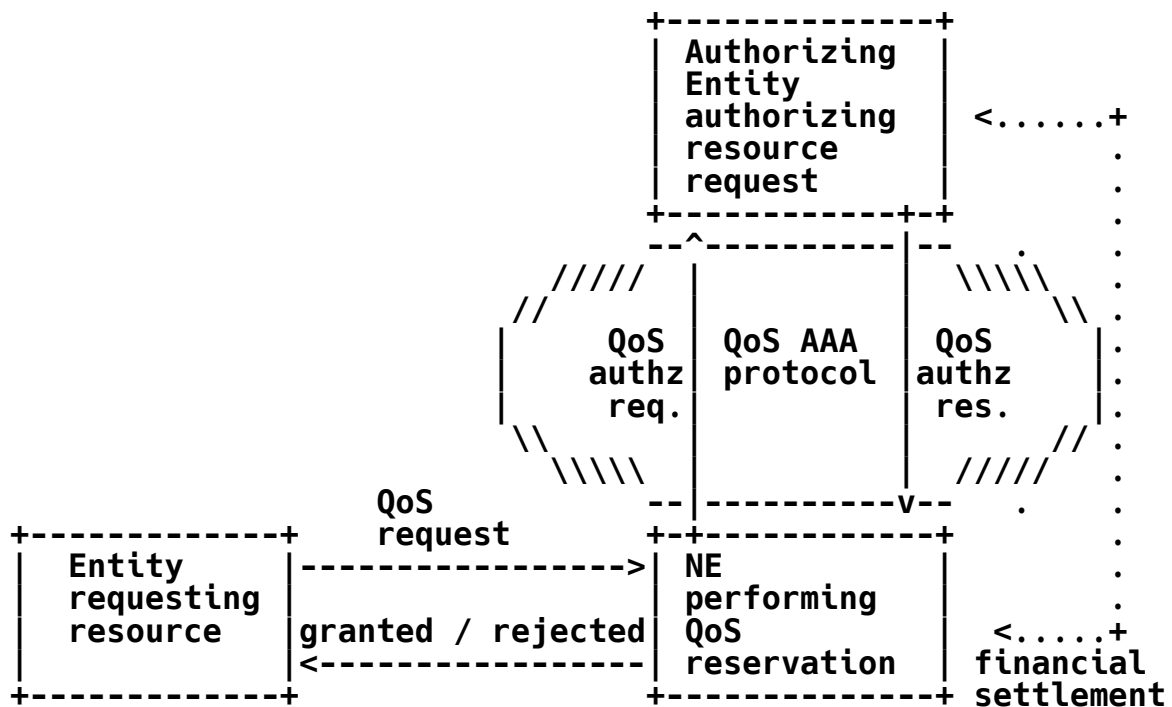 Authorizing
Entity
authorizing
resource
request
QoS QoS AAA QoS
authz protocol authz
req. res.
QoS
request
Entity NE
requesting performing
resource granted / rejected QoS
reservation financial
settlement